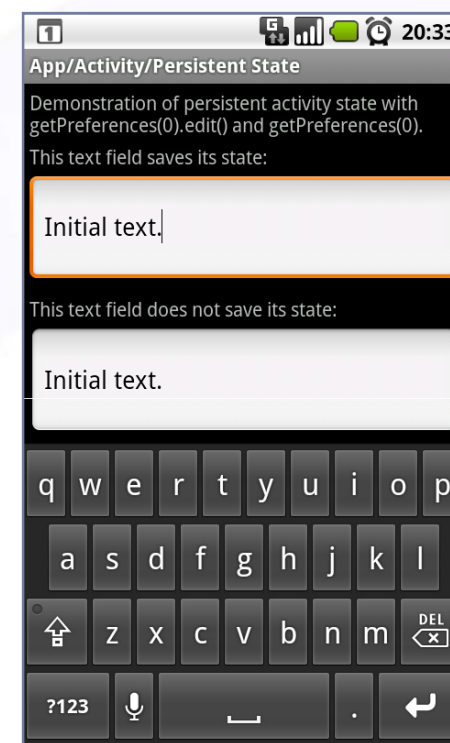 1 G 20:33
App/Activity/Persistent State
Demonstration of persistent activity state with
getPreferences(0).edit() and getPreferences(0).
This text field saves its state:
Initial text.
This text field does not save its state:
Initial text.
q w e r t y u i o p
a s d f g h j k l
z x c v b n m DEL
?123 .